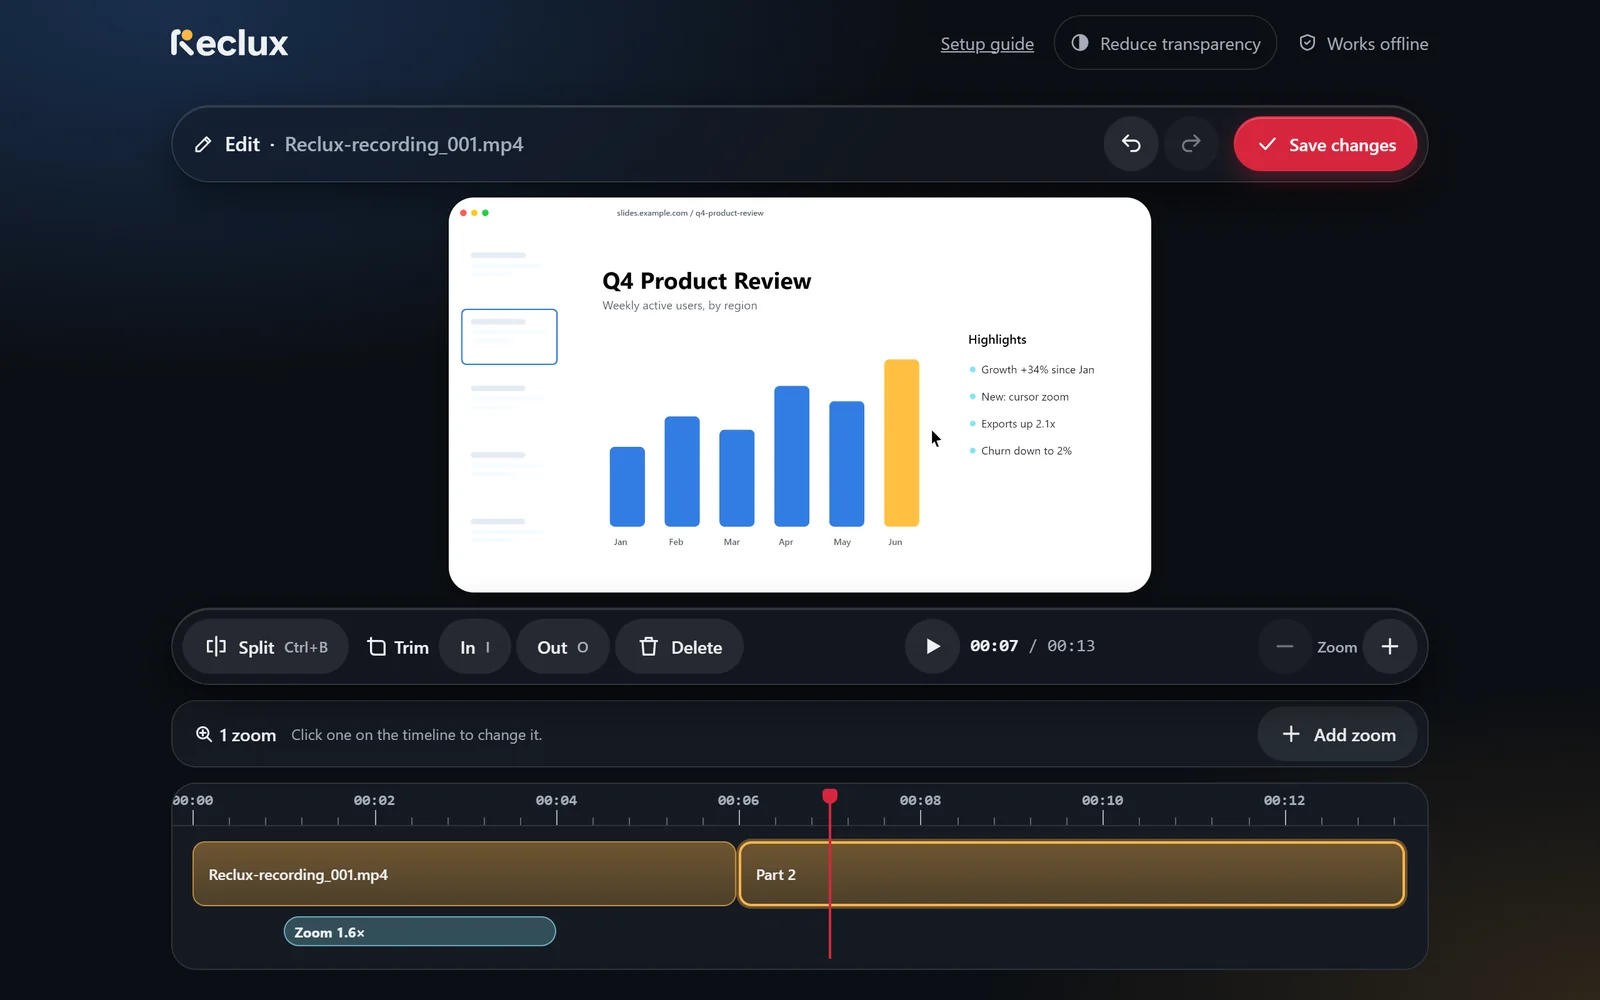 Reclux
Setup guide
Reduce transparency
Works offline
Edit · Reclux-recording_001.mp4
Save changes
slides.example.com / q4-product-review
Q4 Product Review
Weekly active users, by region
Highlights
Growth +34% since Jan
New: cursor zoom
Exports up 2.1x
Churn down to 2%
Jan Feb Mar Apr May Jun
Split Ctrl+B Trim In I Out O Delete 00:07 / 00:13 Zoom
1 zoom Click one on the timeline to change it. Add zoom
00:00 00:02 00:04 00:06 00:08 00:10 00:12
Reclux-recording_001.mp4 Part 2
Zoom 1.6×